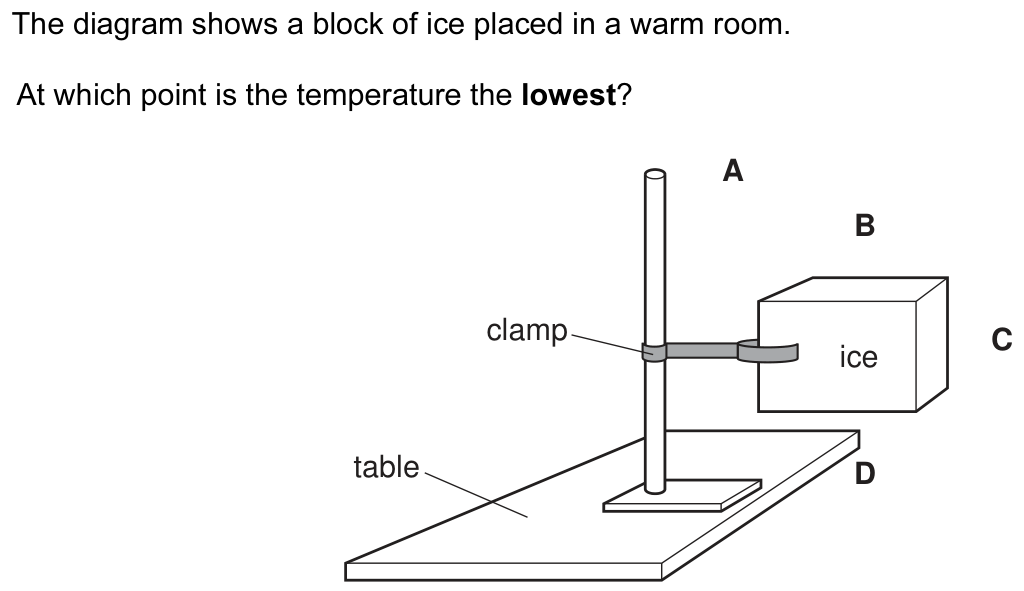 The diagram shows a block of ice placed in a warm room.
At which point is the temperature the lowest?
A
B
clamp
C
ice
table
D